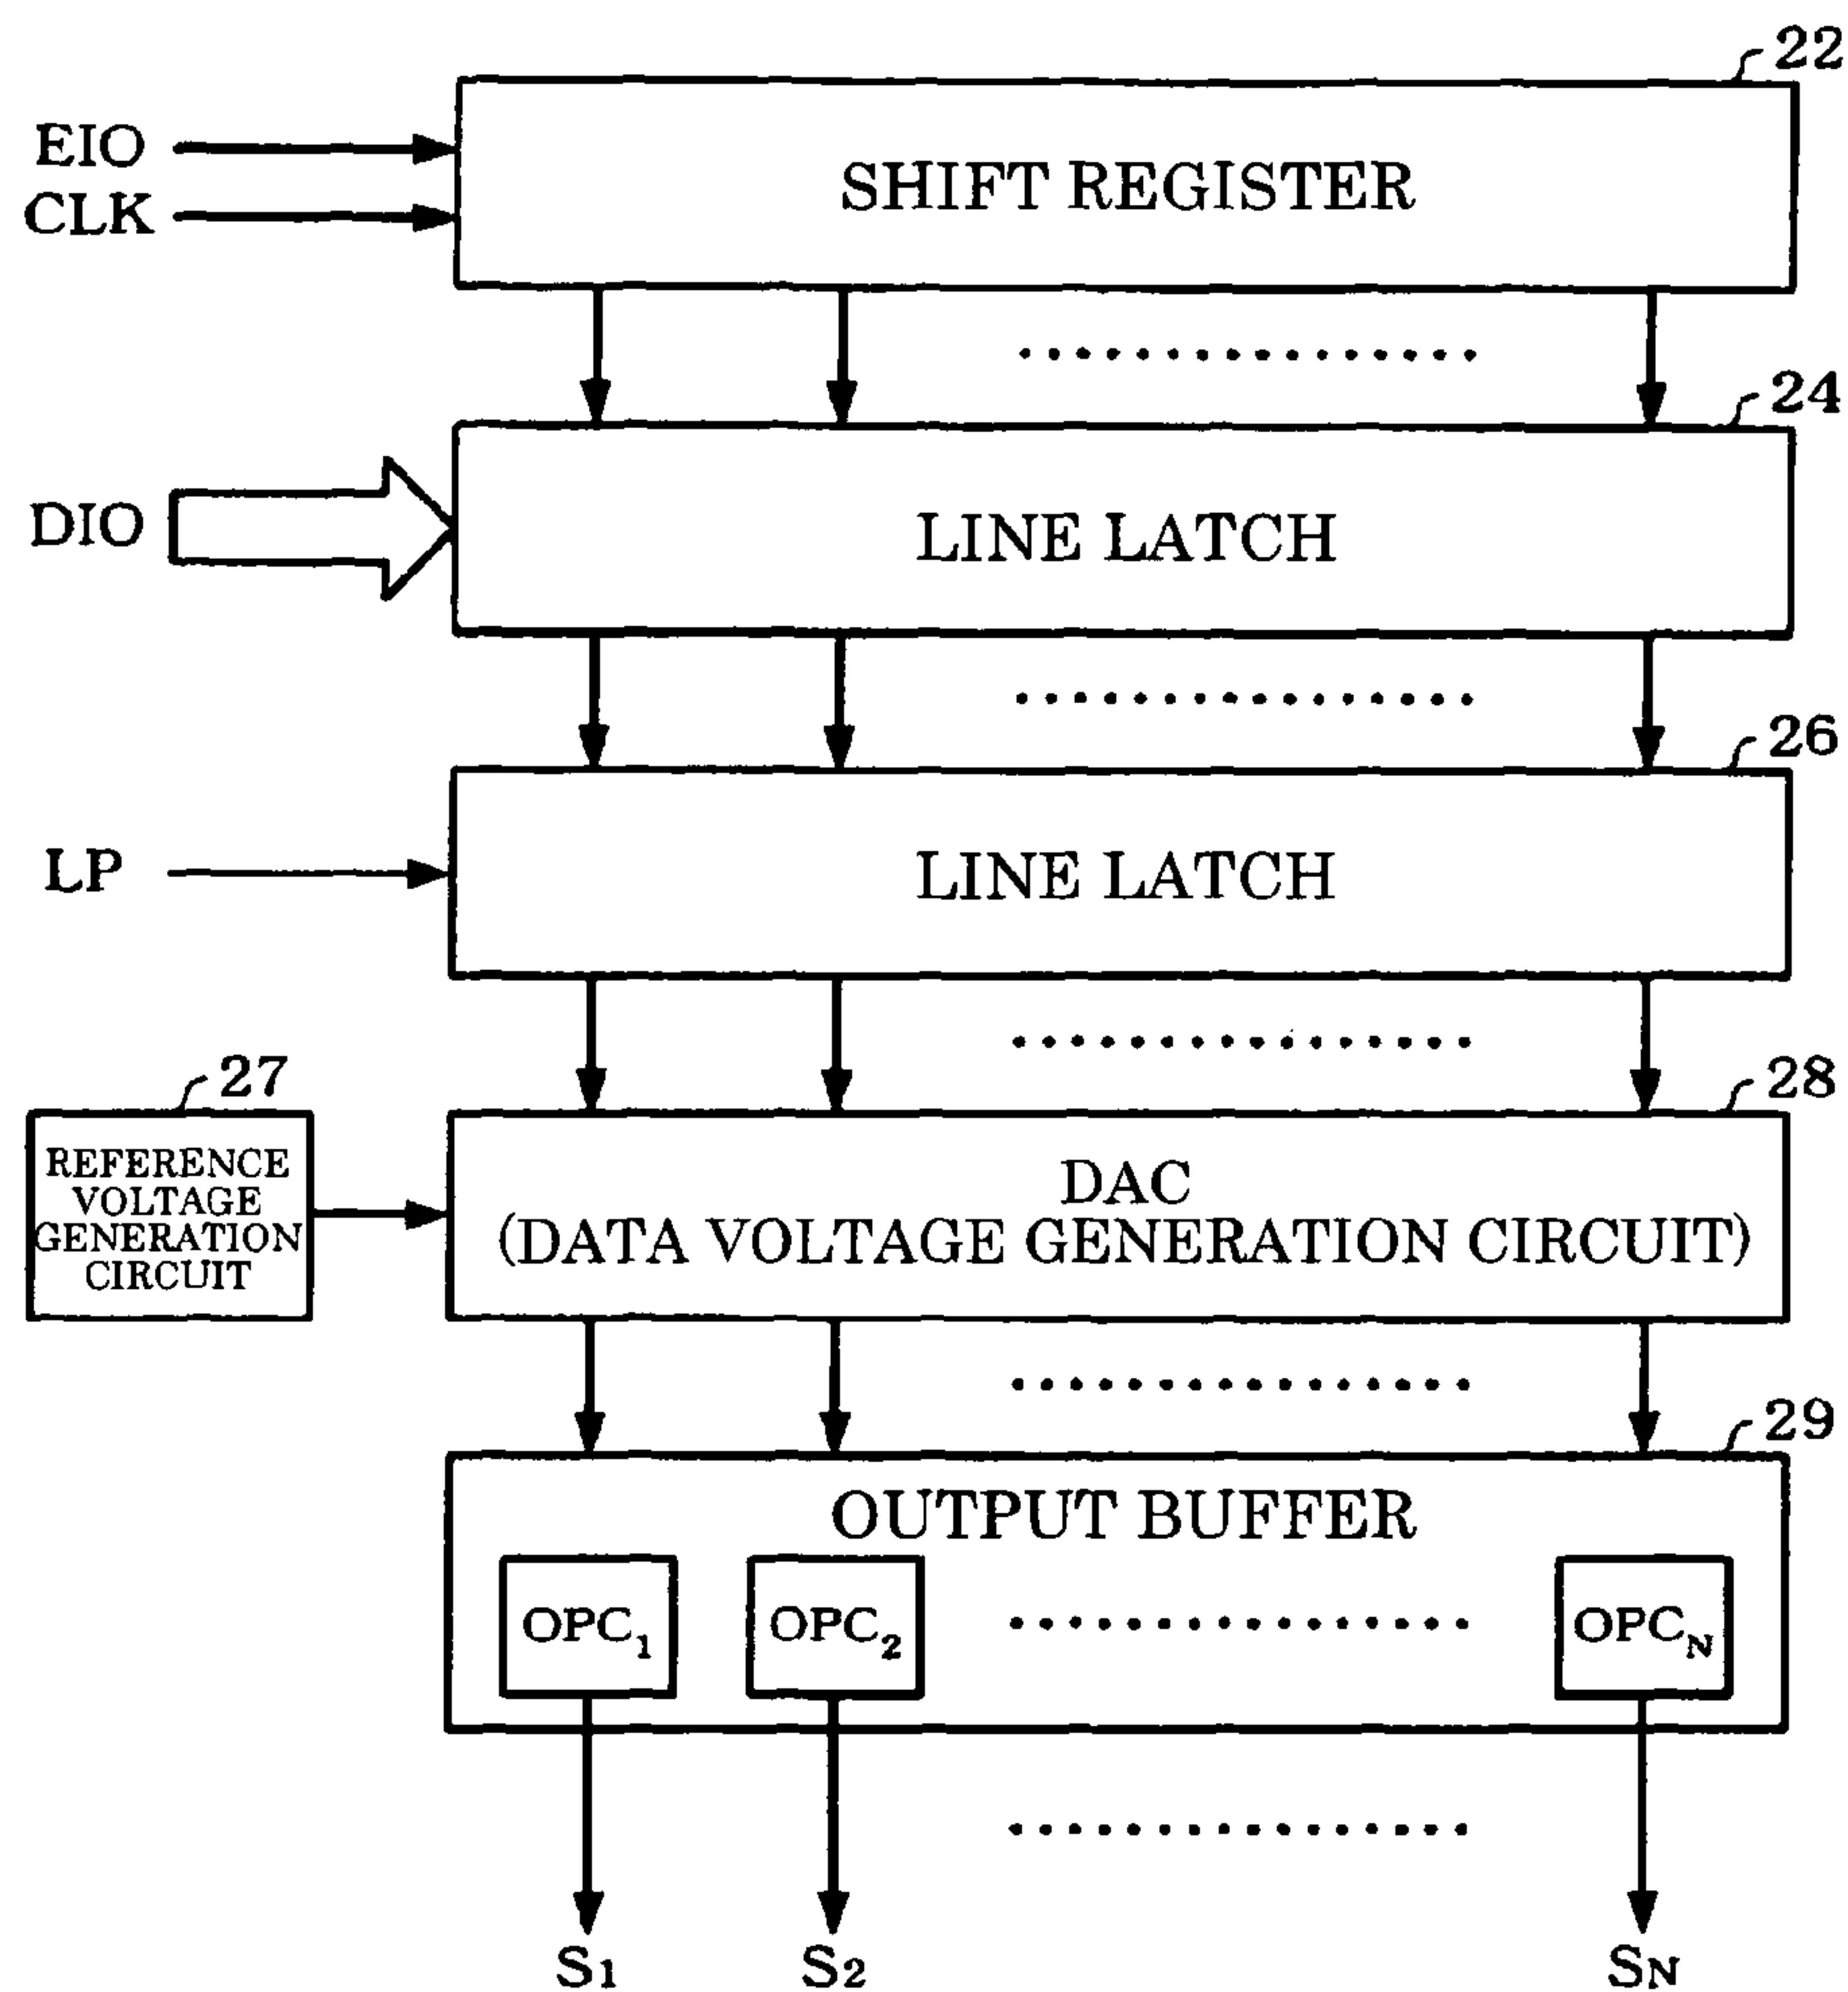 22
EIO
CLK
SHIFT REGISTER
24
DIO
LINE LATCH
26
LP
LINE LATCH
27
REFERENCE
VOLTAGE
GENERATION
CIRCUIT
28
DAC
(DATA VOLTAGE GENERATION CIRCUIT)
29
OUTPUT BUFFER
OPC1
OPC2
OPCN
S1
S2
SN